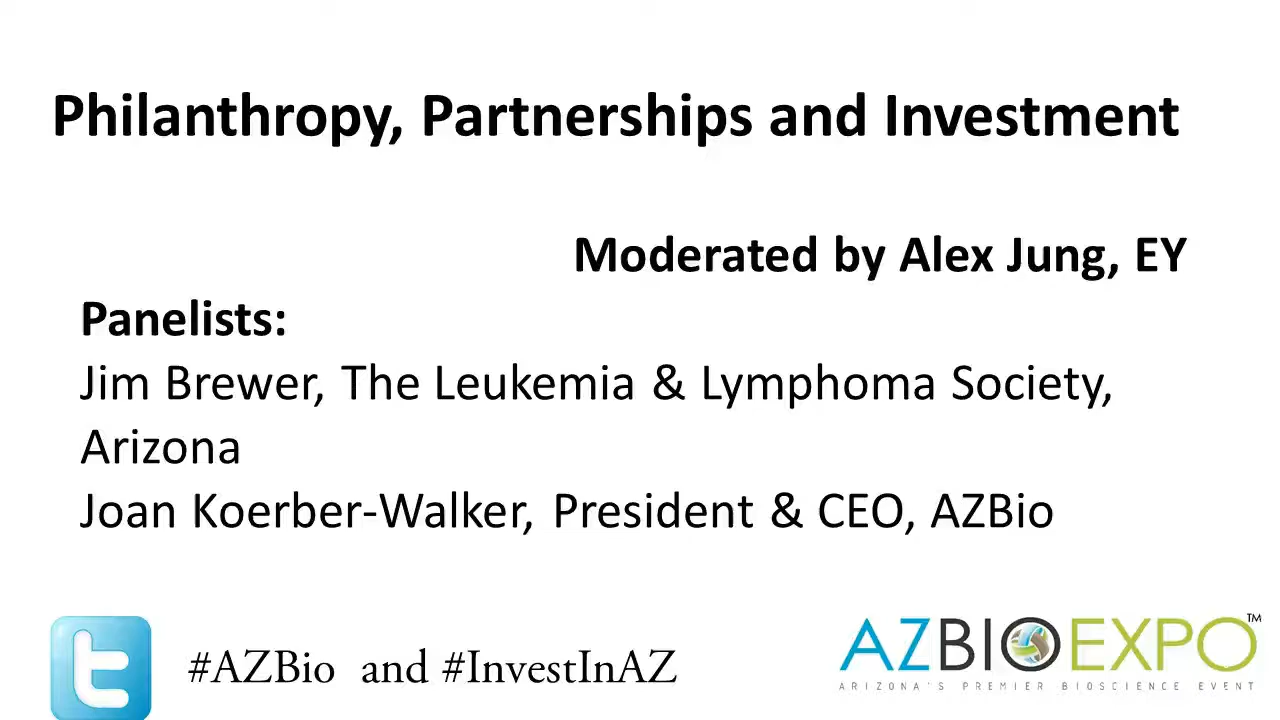 Philanthropy, Partnerships and Investment
Moderated by Alex Jung, EY
Panelists:
Jim Brewer, The Leukemia & Lymphoma Society,
Arizona
Joan Koerber-Walker, President & CEO, AZBio
#AZBio and #InvestInAZ
AZBIOEXPO™
ARIZONA'S PREMIER BIOSCIENCE EVENT